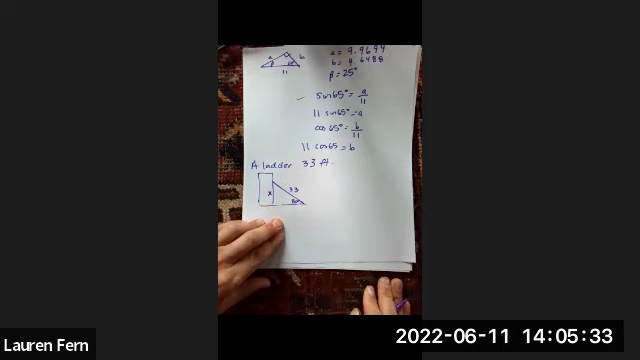 a = 9.9694
b = 4.6488
β = 25°
a
b
β
11
sin 65° = a/11
11 sin 65° = a
cos 65° = b/11
11 cos 65 = b
A ladder 33 ft.
33
x
Lauren Fern
2022-06-11 14:05:33